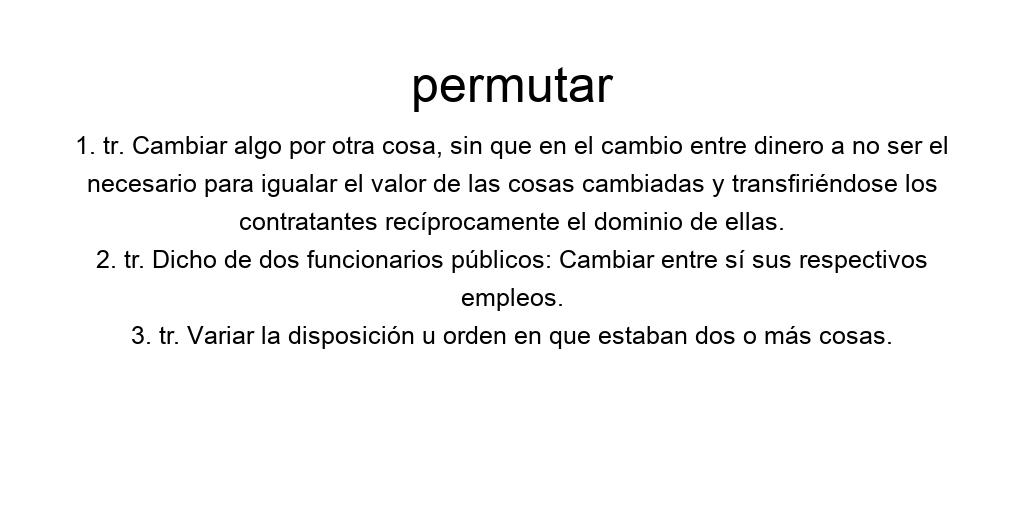 permutar
1. tr. Cambiar algo por otra cosa, sin que en el cambio entre dinero a no ser el
necesario para igualar el valor de las cosas cambiadas y transfiriéndose los
contratantes recíprocamente el dominio de ellas.
2. tr. Dicho de dos funcionarios públicos: Cambiar entre sí sus respectivos
empleos.
3. tr. Variar la disposición u orden en que estaban dos o más cosas.